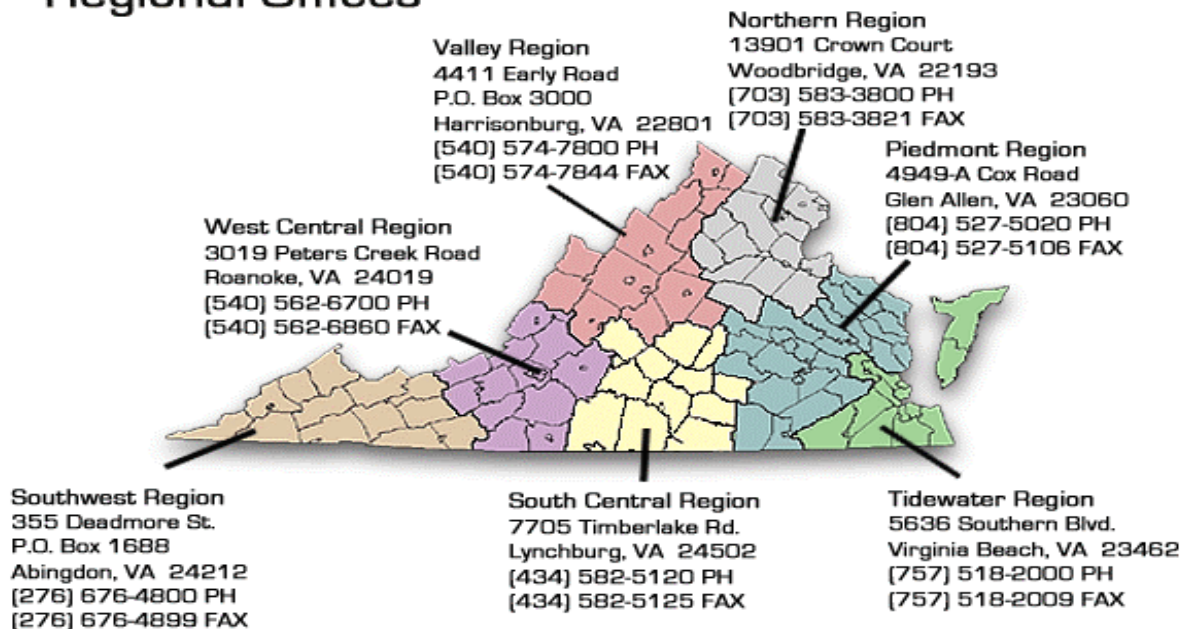 Regional Offices
Northern Region
13901 Crown Court
Woodbridge, VA 22193
(703) 583-3800 PH
(703) 583-3821 FAX
Valley Region
4411 Early Road
P.O. Box 3000
Harrisonburg, VA 22801
(540) 574-7800 PH
(540) 574-7844 FAX
Piedmont Region
4949-A Cox Road
Glen Allen, VA 23060
(804) 527-5020 PH
(804) 527-5106 FAX
West Central Region
3019 Peters Creek Road
Roanoke, VA 24019
(540) 562-6700 PH
(540) 562-6860 FAX
Southwest Region
355 Deadmore St.
P.O. Box 1688
Abingdon, VA 24212
(276) 676-4800 PH
(276) 676-4899 FAX
South Central Region
7705 Timberlake Rd.
Lynchburg, VA 24502
(434) 582-5120 PH
(434) 582-5125 FAX
Tidewater Region
5636 Southern Blvd.
Virginia Beach, VA 23462
(757) 518-2000 PH
(757) 518-2009 FAX